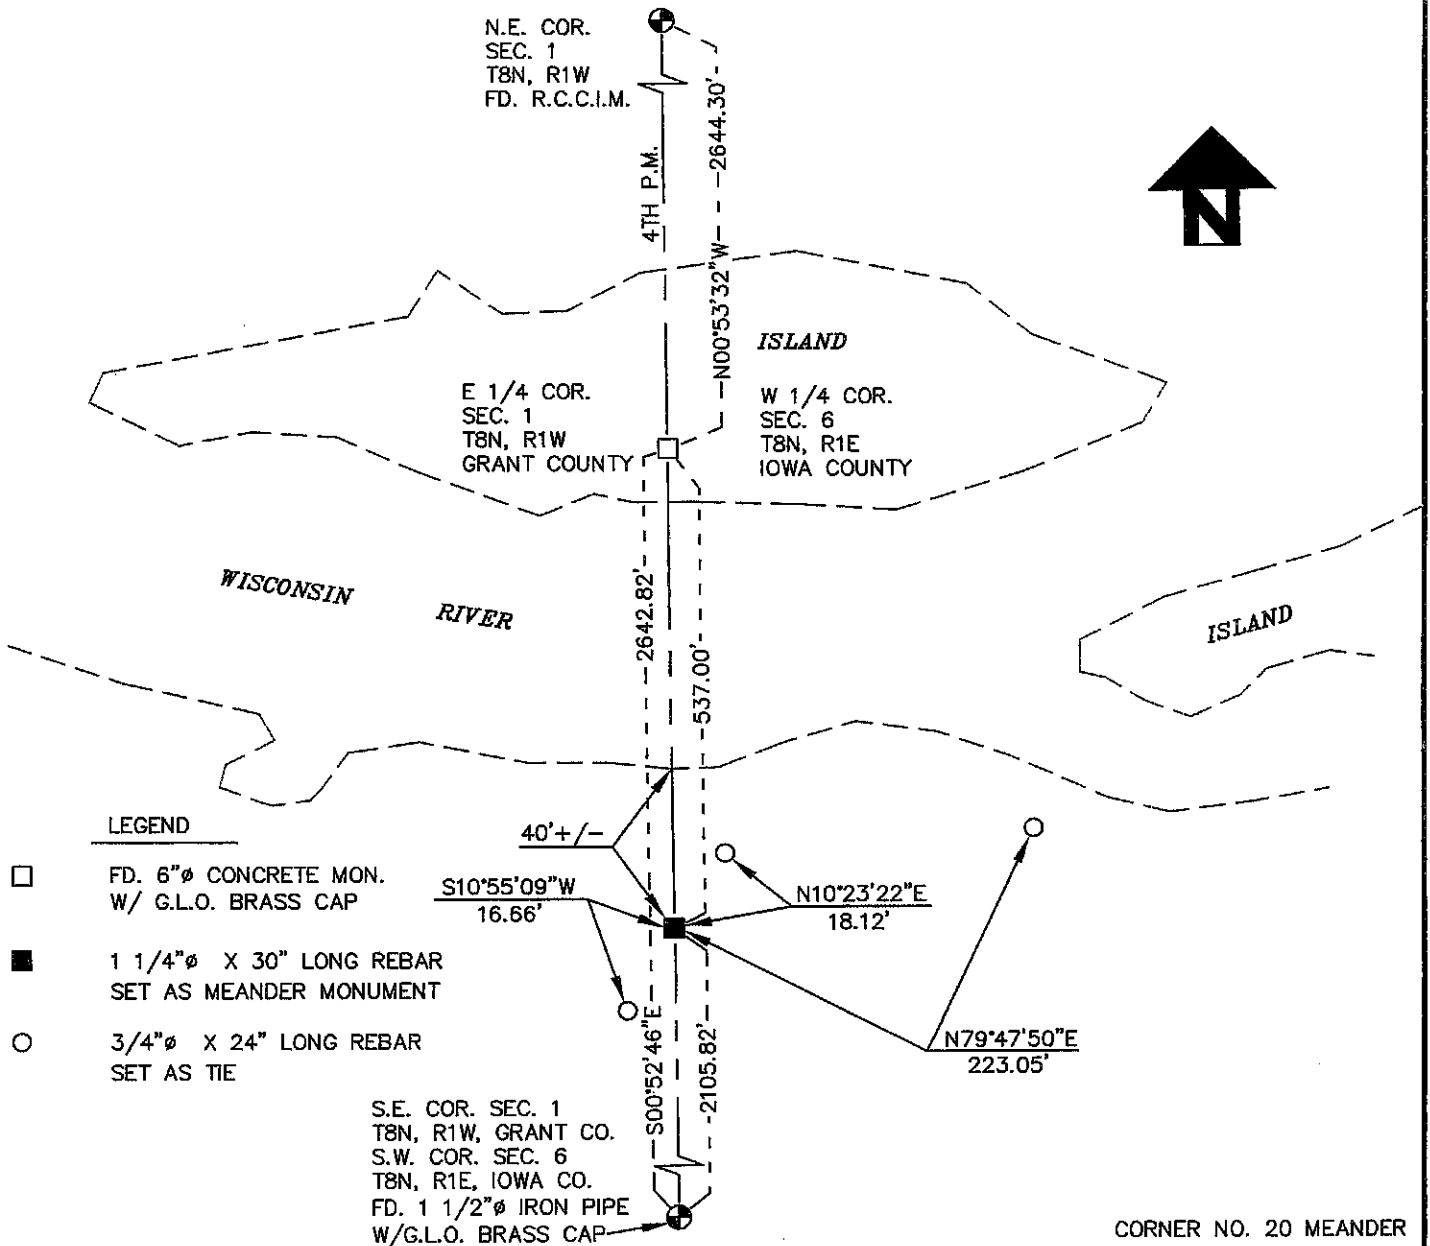 N.E. COR.
SEC. 1
T8N, R1W
FD. R.C.C.I.M.
4TH P.M.
N00°53'32"W
2644.30'
N
ISLAND
E 1/4 COR.
SEC. 1
T8N, R1W
GRANT COUNTY
W 1/4 COR.
SEC. 6
T8N, R1E
IOWA COUNTY
WISCONSIN RIVER
2642.82'
537.00'
ISLAND
LEGEND
FD. 6"ø CONCRETE MON.
W/ G.L.O. BRASS CAP
1 1/4"ø X 30" LONG REBAR
SET AS MEANDER MONUMENT
3/4"ø X 24" LONG REBAR
SET AS TIE
40'+/-
S10°55'09"W
16.66'
N10°23'22"E
18.12'
N79°47'50"E
223.05'
S00°52'46"E
2105.82'
S.E. COR. SEC. 1
T8N, R1W, GRANT CO.
S.W. COR. SEC. 6
T8N, R1E, IOWA CO.
FD. 1 1/2"ø IRON PIPE
W/G.L.O. BRASS CAP
CORNER NO. 20 MEANDER